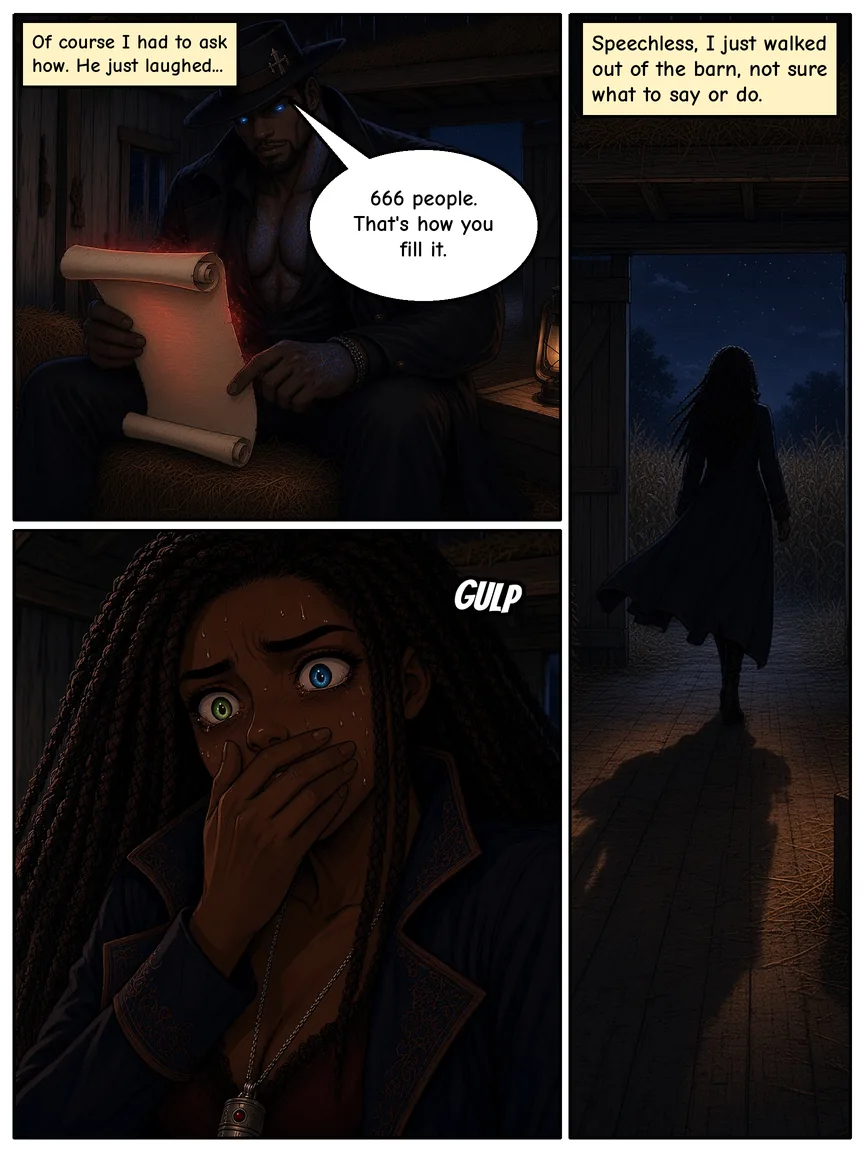 Of course I had to ask
how. He just laughed...
666 people.
That's how you
fill it.
GULP
Speechless, I just walked
out of the barn, not sure
what to say or do.